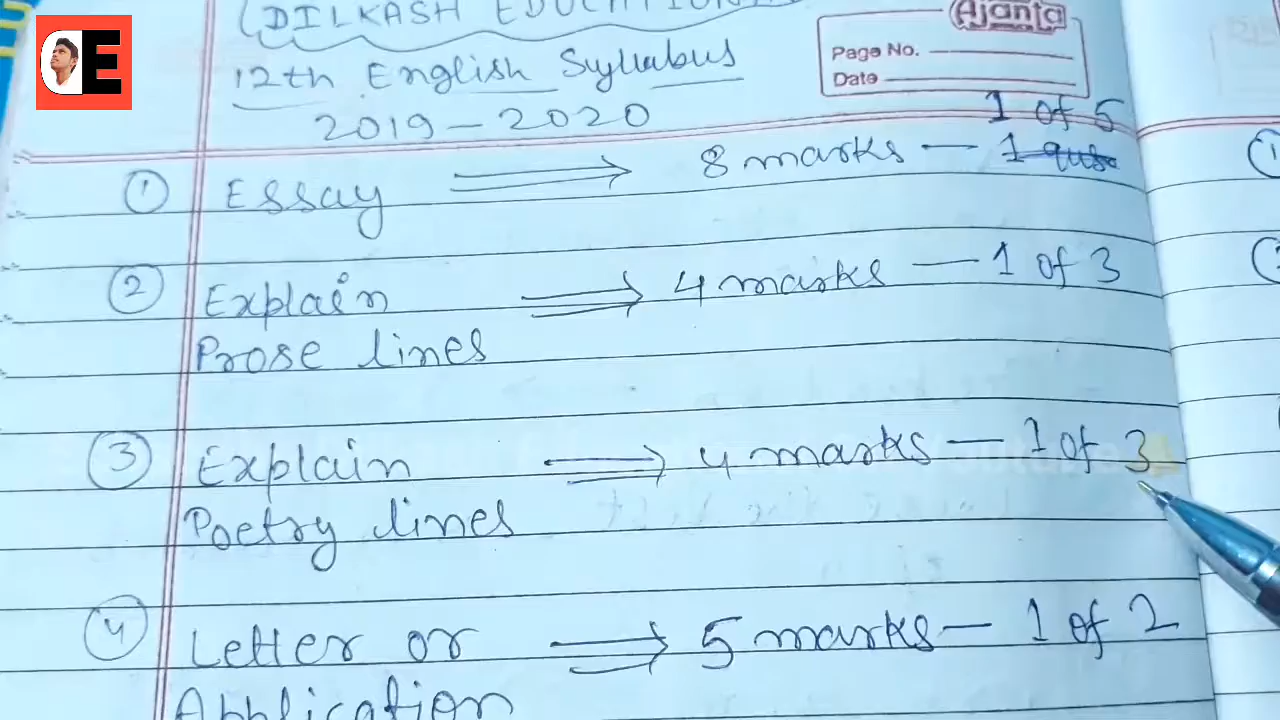 (DILKASH EDUCATION
Ajanta
12th English Syllabus
Page No.
Date
2019-2020
1 of 5
① Essay ⟹ 8 marks — 1
② Explain ⟹ 4 marks — 1 of 3
Prose lines
③ Explain ⟹ 4 marks — 1 of 3
Poetry lines
④ Letter or ⟹ 5 marks — 1 of 2
Application
E